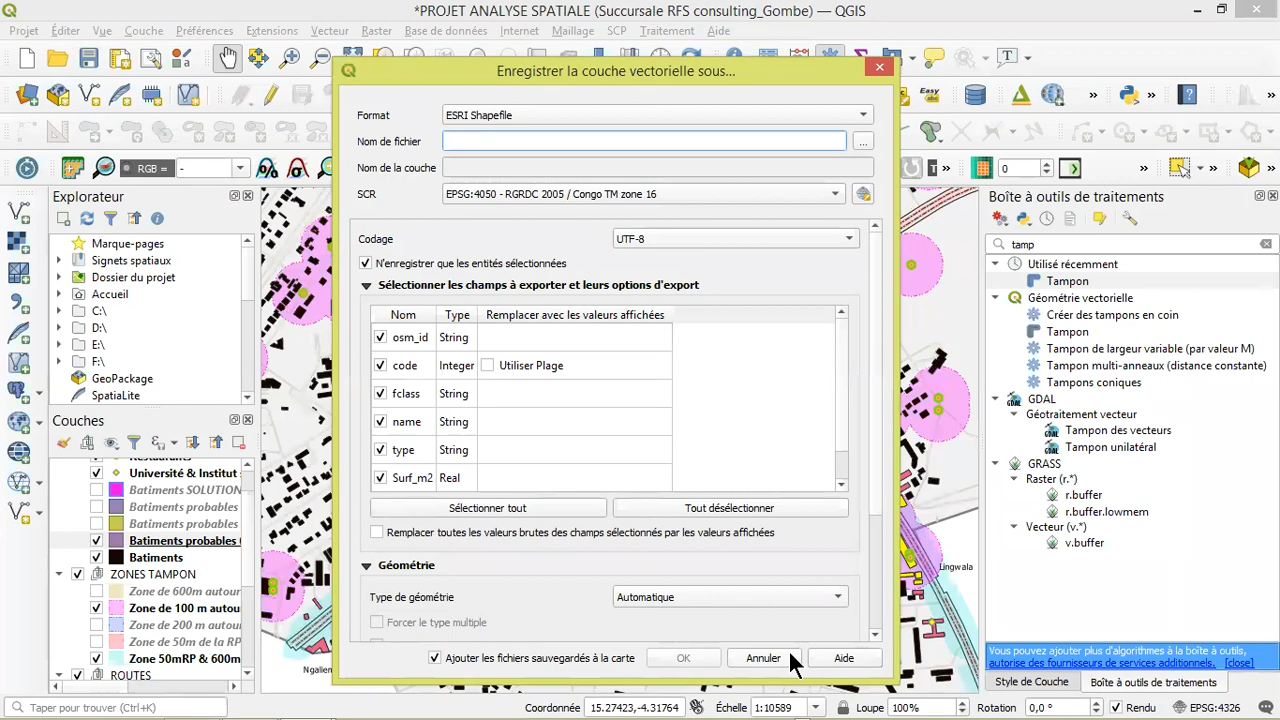 *PROJET ANALYSE SPATIALE (Succursale RFS consulting_Gombe) — QGIS
Projet Éditer Vue Couche Préférences Extensions Vecteur Raster Base de données Internet Maillage SCP Traitement Aide
Enregistrer la couche vectorielle sous...
Format ESRI Shapefile
Nom de fichier ...
Nom de la couche
SCR EPSG:4050 - RGRDC 2005 / Congo TM zone 16
Codage UTF-8
N'enregistrer que les entités sélectionnées
Sélectionner les champs à exporter et leurs options d'export
Nom Type Remplacer avec les valeurs affichées
osm_id String
code Integer Utiliser Plage
fclass String
name String
type String
Surf_m2 Real
Sélectionner tout Tout désélectionner
Remplacer toutes les valeurs brutes des champs sélectionnés par les valeurs affichées
Géométrie
Type de géométrie Automatique
Forcer le type multiple
Ajouter les fichiers sauvegardés à la carte OK Annuler Aide
RGB = -
Easy abc
0
Explorateur
Marque-pages
Signets spatiaux
Dossier du projet
Accueil
C:\
D:\
E:\
F:\
GeoPackage
SpatiaLite
Couches
Restaurants
Université & Institut
Batiments SOLUTION
Batiments probables
Batiments probables
Batiments probables
Batiments
ZONES TAMPON
Zone de 600m autour
Zone de 100 m autou
Zone de 200 m autou
Zone de 50m de la RP
Zone 50mRP & 600m
ROUTES
Ngalien
Lingwala
Boîte à outils de traitements
tamp
Utilisé récemment
Tampon
Géométrie vectorielle
Créer des tampons en coin
Tampon
Tampon de largeur variable (par valeur M)
Tampon multi-anneaux (distance constante)
Tampons coniques
GDAL
Géotraitement vecteur
Tampon des vecteurs
Tampon unilatéral
GRASS
Raster (r.*)
r.buffer
r.buffer.lowmem
Vecteur (v.*)
v.buffer
Vous pouvez ajouter plus d'algorithmes à la boîte à outils,
autorise des fournisseurs de services additionnels. [close]
Style de Couche Boîte à outils de traitements
Taper pour trouver (Ctrl+K) Coordonnée 15.27423,-4.31764 Échelle 1:10589 Loupe 100% Rotation 0,0 ° Rendu EPSG:4326